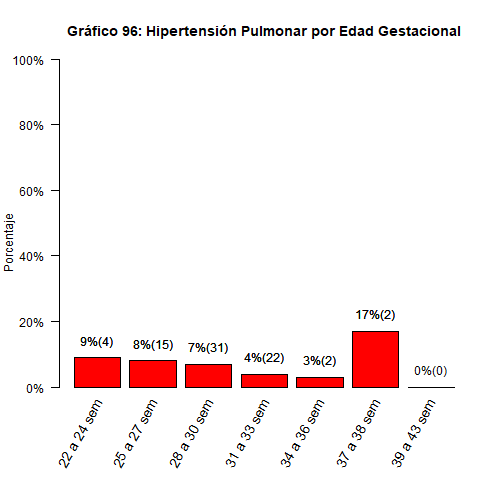 Gráfico 96: Hipertensión Pulmonar por Edad Gestacional
Porcentaje
100%
80%
60%
40%
20%
0%
9%(4)
8%(15)
7%(31)
4%(22)
3%(2)
17%(2)
0%(0)
22 a 24 sem
25 a 27 sem
28 a 30 sem
31 a 33 sem
34 a 36 sem
37 a 38 sem
39 a 43 sem